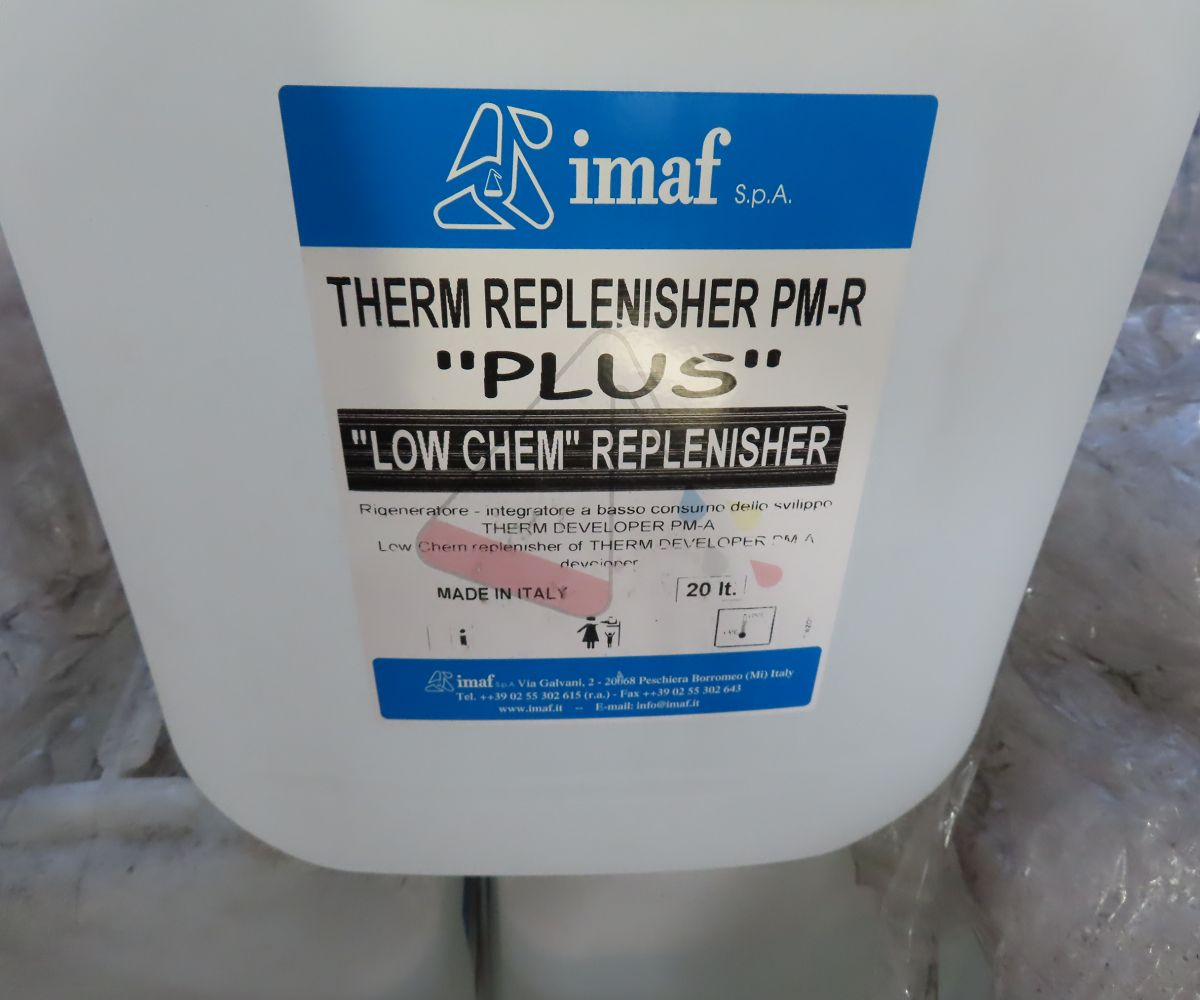 imaf S.p.A.
THERM REPLENISHER PM-R
"PLUS"
"LOW CHEM" REPLENISHER
Rigeneratore - integratore a basso consumo dello sviluppo
THERM DEVELOPER PM-A
Low Chem replenisher of THERM DEVELOPER PM A
developer
MADE IN ITALY
20 lt.
imaf S.p.A. Via Galvani, 2 - 20068 Peschiera Borromeo (Mi) Italy
Tel. ++39 02 55 302 615 (r.a.) - Fax ++39 02 55 302 643
www.imaf.it -- E-mail: info@imaf.it